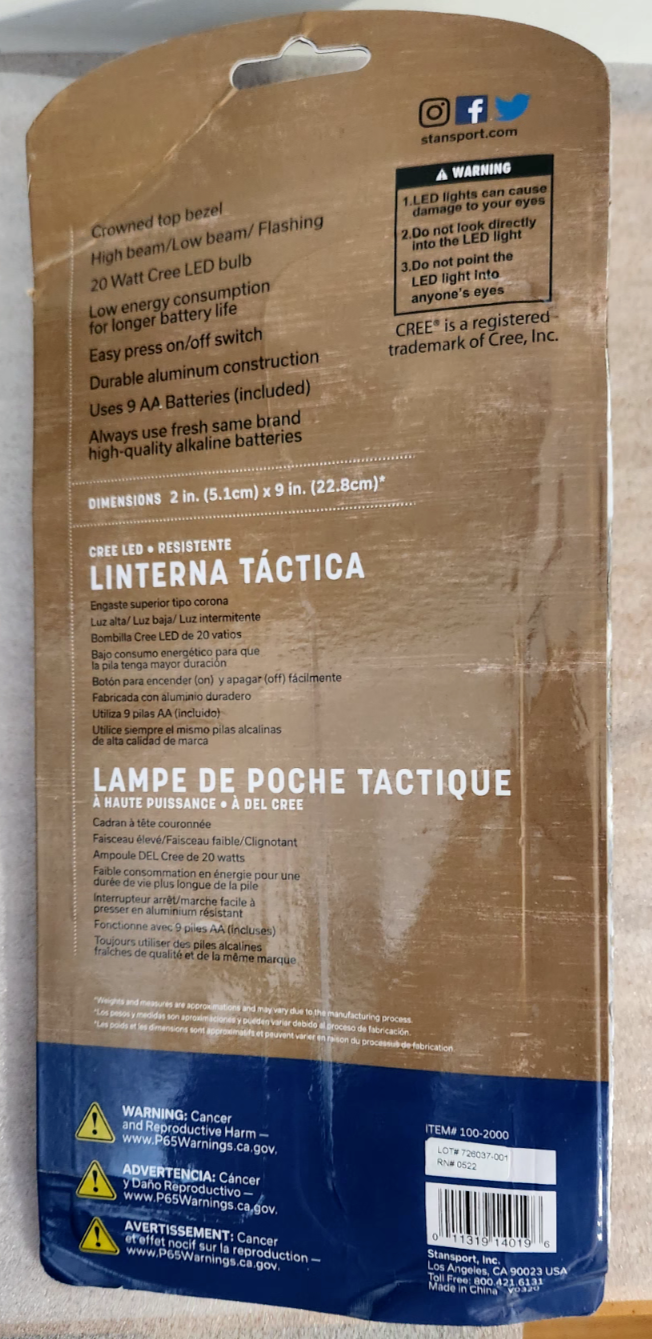 stansport.com
WARNING
1.LED lights can cause
damage to your eyes
2.Do not look directly
into the LED light
3.Do not point the
LED light Into
anyone's eyes
CREE® is a registered
trademark of Cree, Inc.
Crowned top bezel
High beam/Low beam/ Flashing
20 Watt Cree LED bulb
Low energy consumption
for longer battery life
Easy press on/off switch
Durable aluminum construction
Uses 9 AA Batteries (included)
Always use fresh same brand
high-quality alkaline batteries
DIMENSIONS 2 in. (5.1cm) x 9 in. (22.8cm)*
CREE LED • RESISTENTE
LINTERNA TÁCTICA
Engaste superior tipo corona
Luz alta/ Luz baja/ Luz intermitente
Bombilla Cree LED de 20 vatios
Bajo consumo energético para que
la pila tenga mayor duración
Botón para encender (on) y apagar (off) fácilmente
Fabricada con aluminio duradero
Utiliza 9 pilas AA (incluido)
Utilice siempre el mismo pilas alcalinas
de alta calidad de marca
LAMPE DE POCHE TACTIQUE
À HAUTE PUISSANCE • À DEL CREE
Cadran à tête couronnée
Faisceau élevé/Faisceau faible/Clignotant
Ampoule DEL Cree de 20 watts
Faible consommation en énergie pour une
durée de vie plus longue de la pile
Interrupteur arrêt/marche facile à
presser en aluminium résistant
Fonctionne avec 9 piles AA (incluses)
Toujours utiliser des piles alcalines
fraîches de qualité et de la même marque
*Weights and measures are approximations and may vary due to the manufacturing process.
*Los pesos y medidas son aproximaciones y pueden variar debido al proceso de fabricación.
*Les poids et les dimensions sont approximatifs et peuvent varier en raison du processus de fabrication.
WARNING: Cancer
and Reproductive Harm —
www.P65Warnings.ca.gov.
ADVERTENCIA: Cáncer
y Daño Reproductivo —
www.P65Warnings.ca.gov.
AVERTISSEMENT: Cancer
et effet nocif sur la reproduction —
www.P65Warnings.ca.gov.
ITEM# 100-2000
LOT# 726037-001
RN# 0522
0 11319 14019 6
Stansport, Inc.
Los Angeles, CA 90023 USA
Toll Free: 800.421.6131
Made in China V0320